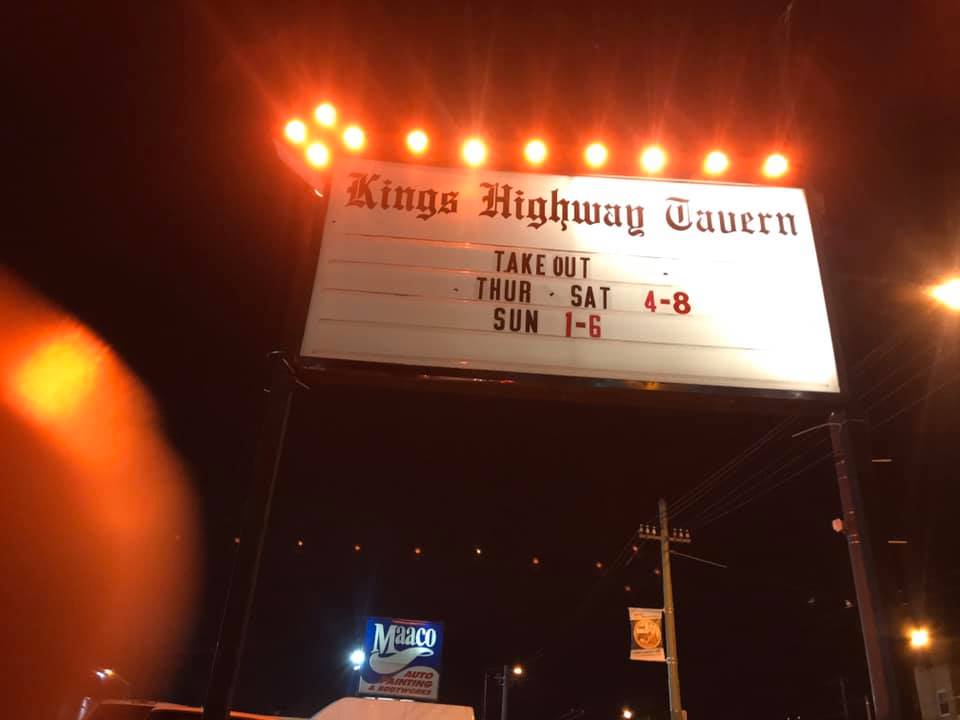 Kings Highway Tavern
TAKE OUT
THUR - SAT 4-8
SUN 1-6
Maaco
AUTO
PAINTING
& BODYWORKS